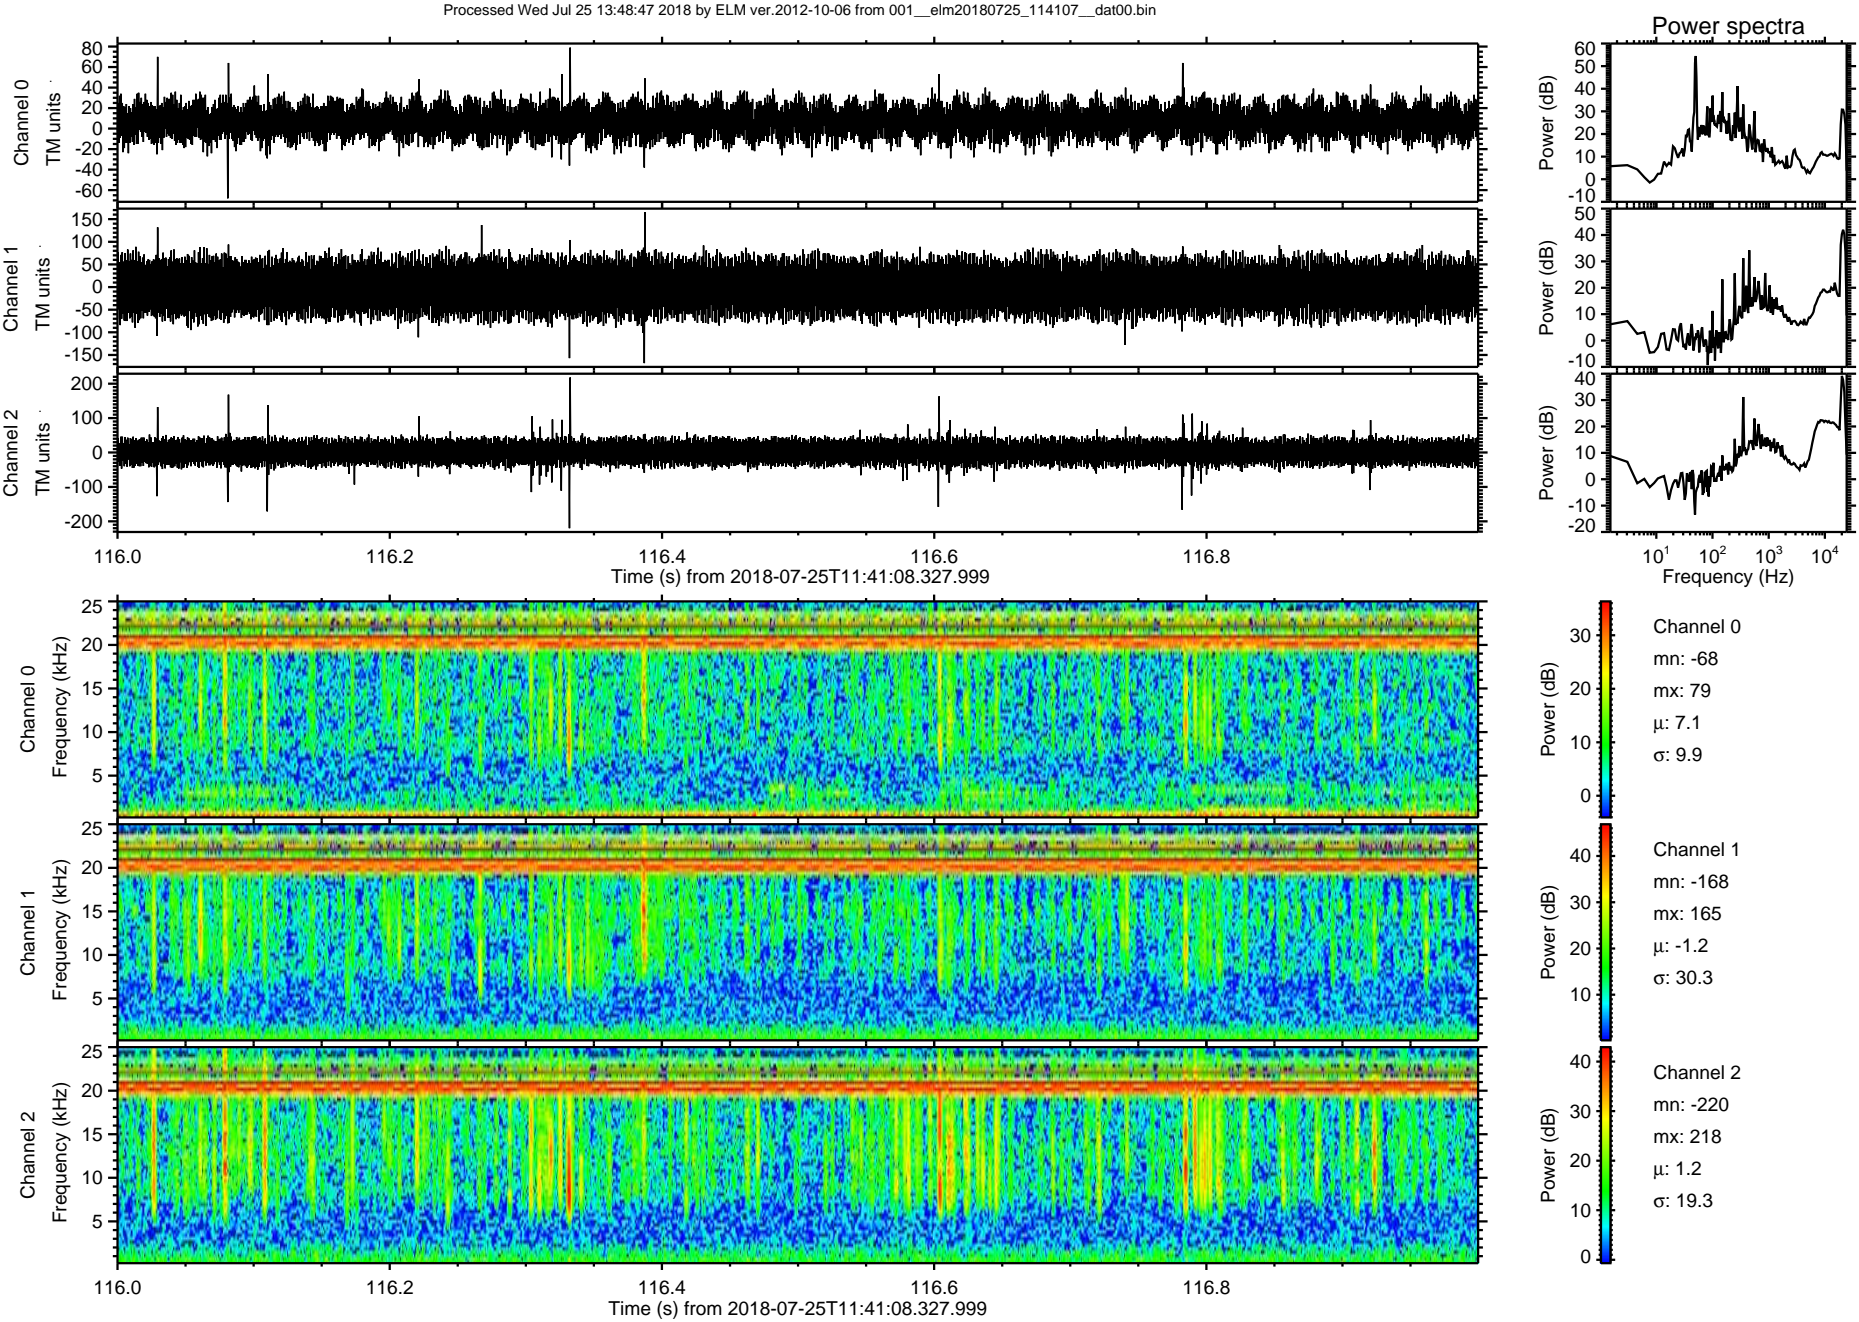 Processed Wed Jul 25 13:48:47 2018 by ELM ver.2012-10-06 from 001__elm20180725_114107__dat00.bin
Power spectra
Channel 0
TM units
80
60
40
20
0
-20
-40
-60
Power (dB)
60
50
40
30
20
10
0
-10
Channel 1
TM units
150
100
50
0
-50
-100
-150
Power (dB)
50
40
30
20
10
0
-10
Channel 2
TM units
200
100
0
-100
-200
Power (dB)
40
30
20
10
0
-10
-20
116.0 116.2 116.4 116.6 116.8
Time (s) from 2018-07-25T11:41:08.327.999
10¹ 10² 10³ 10⁴
Frequency (Hz)
Channel 0
Frequency (kHz)
25
20
15
10
5
Power (dB)
30
20
10
0
Channel 0
mn: -68
mx: 79
μ: 7.1
σ: 9.9
Channel 1
Frequency (kHz)
25
20
15
10
5
Power (dB)
40
30
20
10
Channel 1
mn: -168
mx: 165
μ: -1.2
σ: 30.3
Channel 2
Frequency (kHz)
25
20
15
10
5
Power (dB)
40
30
20
10
0
Channel 2
mn: -220
mx: 218
μ: 1.2
σ: 19.3
116.0 116.2 116.4 116.6 116.8
Time (s) from 2018-07-25T11:41:08.327.999